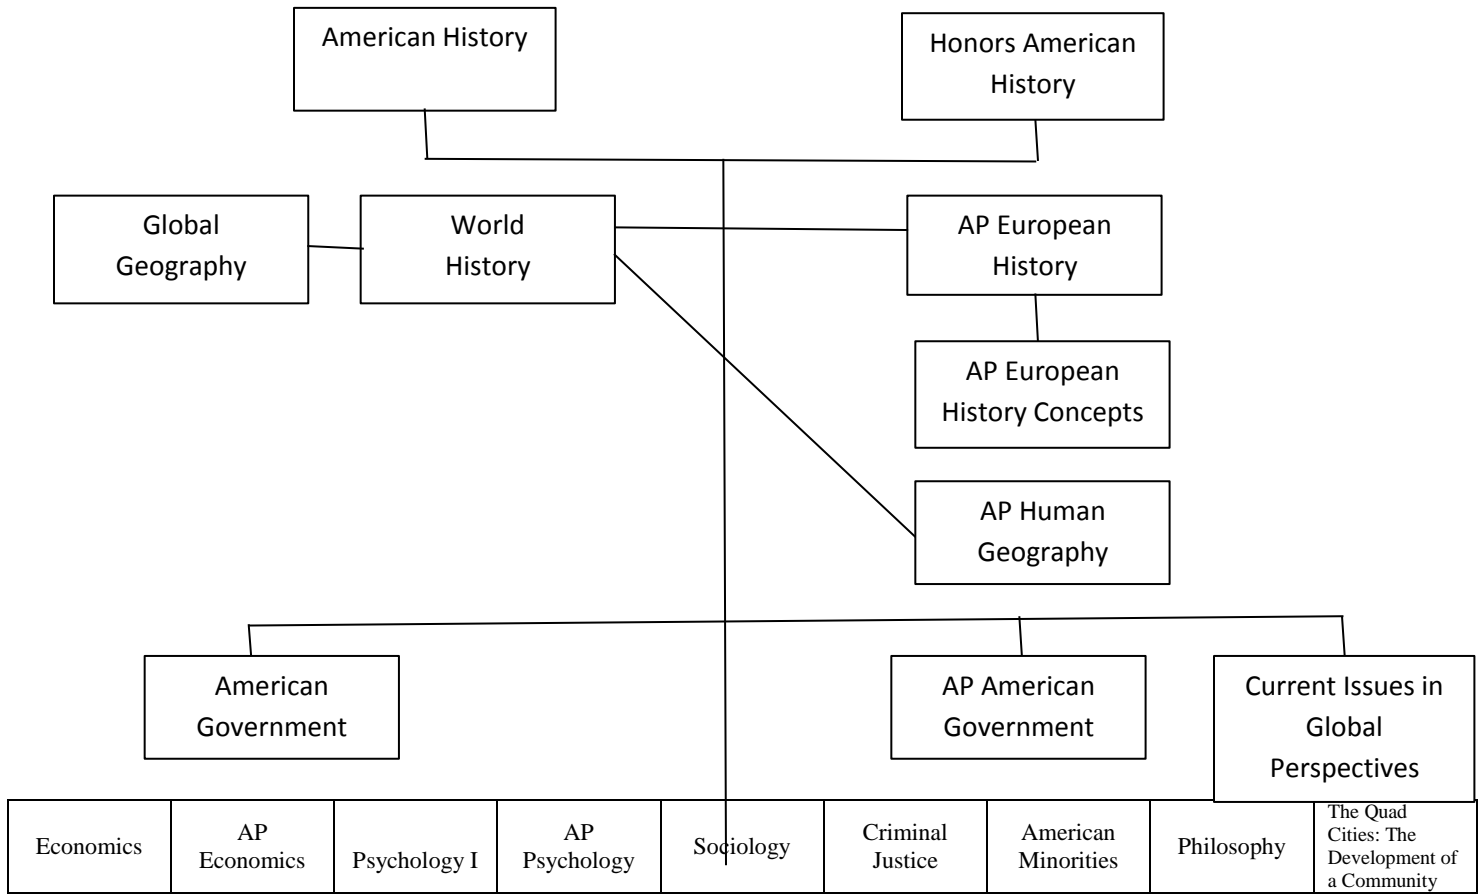 American History
Honors American
History
Global
Geography
World
History
AP European
History
AP European
History Concepts
AP Human
Geography
American
Government
AP American
Government
Current Issues in
Global
Perspectives
Economics
AP
Economics
Psychology I
AP
Psychology
Sociology
Criminal
Justice
American
Minorities
Philosophy
The Quad
Cities: The
Development of
a Community